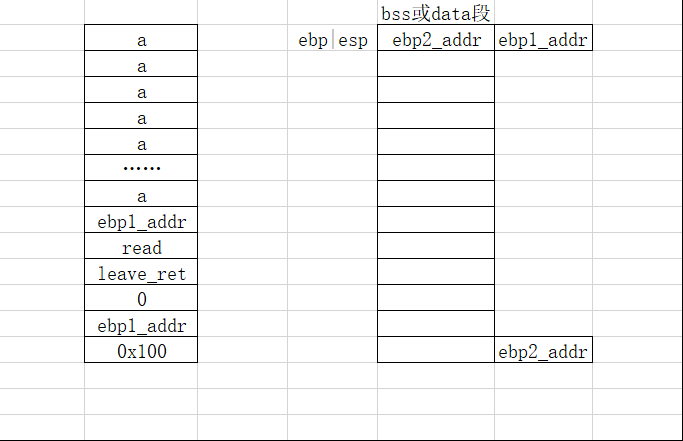 bss或data段
a ebp|esp ebp2_addr ebp1_addr
a
a
a
a
……
a
ebp1_addr
read
leave_ret
0
ebp1_addr
0x100 ebp2_addr